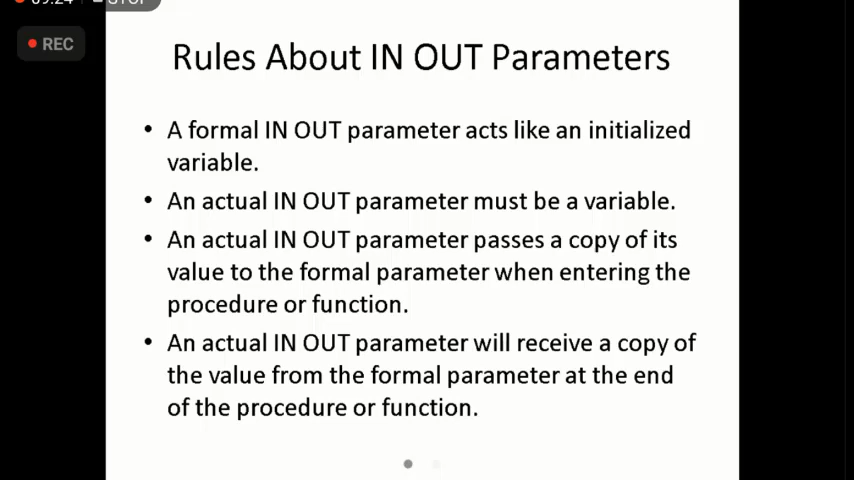 REC
Rules About IN OUT Parameters
• A formal IN OUT parameter acts like an initialized
variable.
• An actual IN OUT parameter must be a variable.
• An actual IN OUT parameter passes a copy of its
value to the formal parameter when entering the
procedure or function.
• An actual IN OUT parameter will receive a copy of
the value from the formal parameter at the end
of the procedure or function.